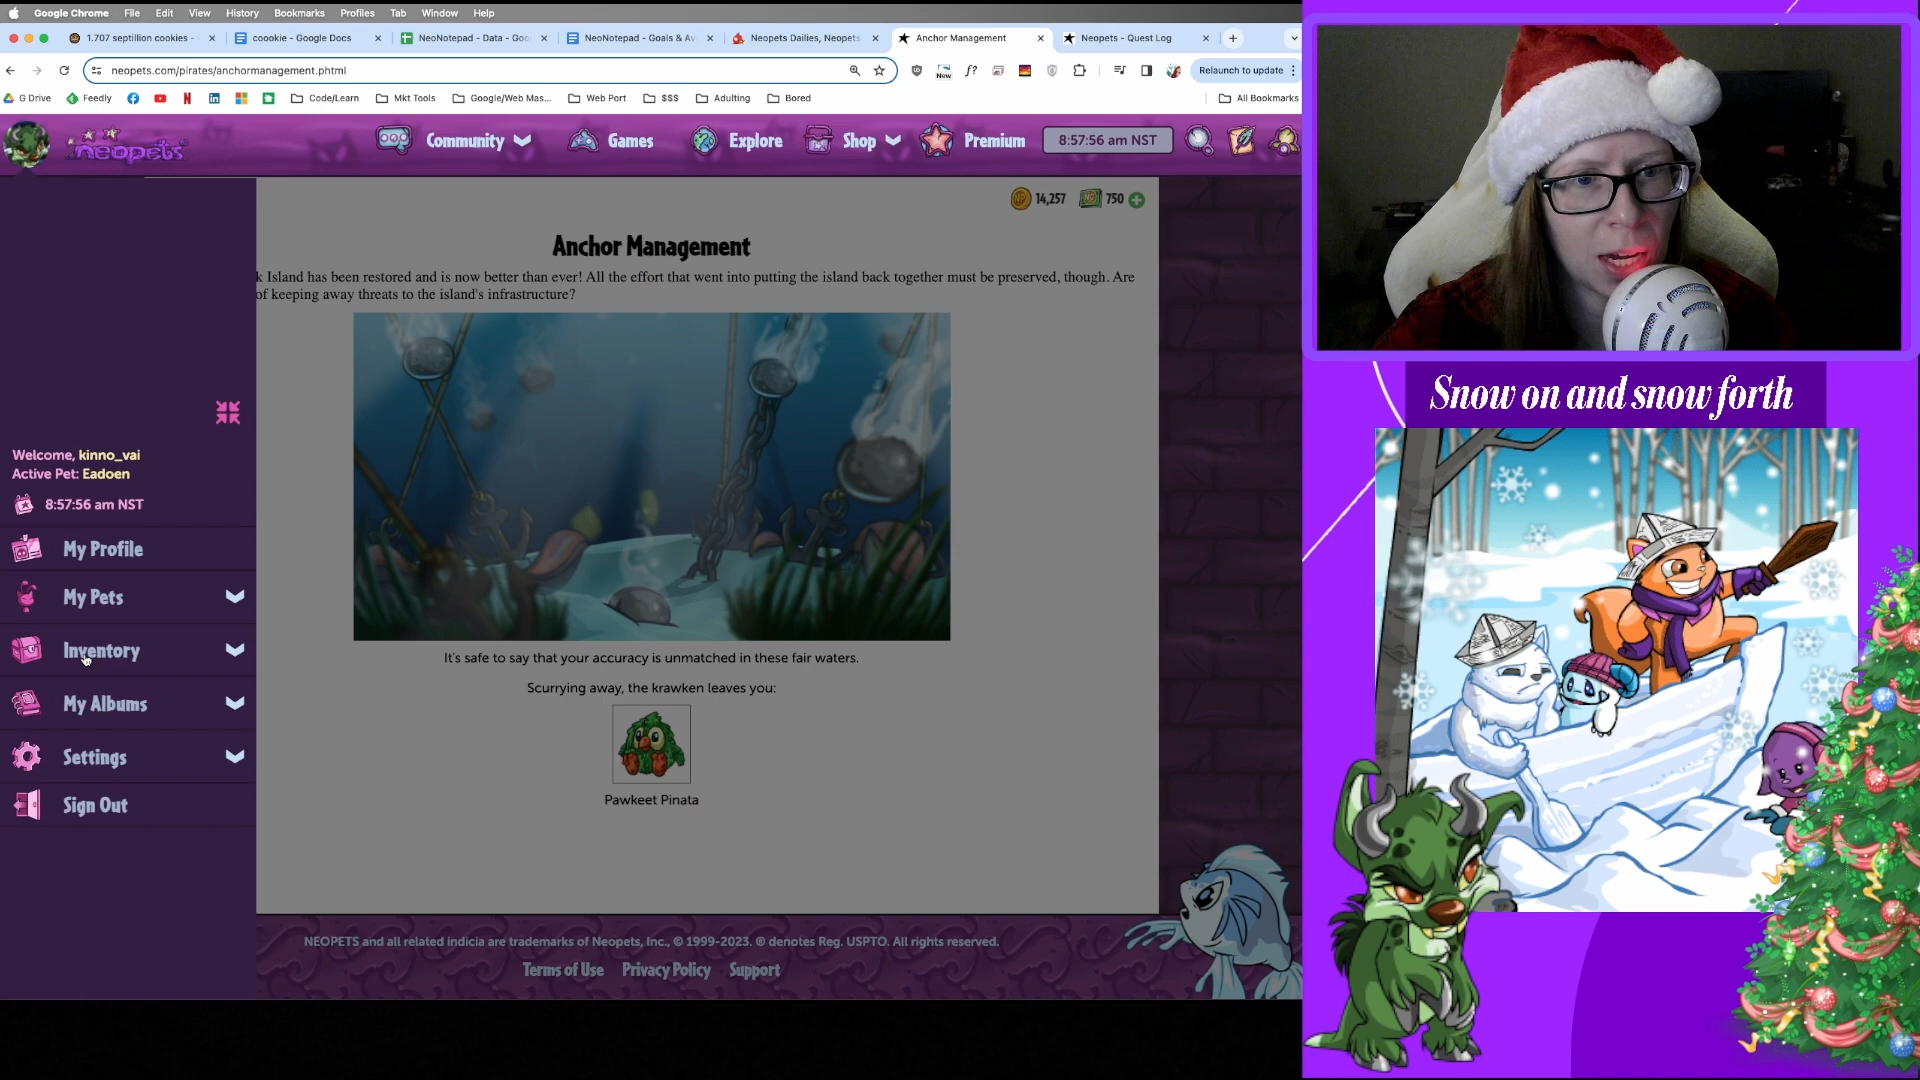 Google Chrome File Edit View History Bookmarks Profiles Tab Window Help
1.707 septillion cookies - coookie - Google Docs NeoNotepad - Data - Goo NeoNotepad - Goals & Av Neopets Dailies, Neopets Anchor Management Neopets - Quest Log
neopets.com/pirates/anchormanagement.phtml New f? Relaunch to update
G Drive Feedly Code/Learn Mkt Tools Google/Web Mas... Web Port $$$ Adulting Bored All Bookmarks
neopets Community Games Explore Shop Premium 8:57:56 am NST
14,257 750
Anchor Management
k Island has been restored and is now better than ever! All the effort that went into putting the island back together must be preserved, though. Are
of keeping away threats to the island's infrastructure?
Welcome, kinno_vai
Active Pet: Eadoen
8:57:56 am NST
My Profile
My Pets
Inventory
My Albums
Settings
Sign Out
It's safe to say that your accuracy is unmatched in these fair waters.
Scurrying away, the krawken leaves you:
Pawkeet Pinata
NEOPETS and all related indicia are trademarks of Neopets, Inc., © 1999-2023. ® denotes Reg. USPTO. All rights reserved.
Terms of Use Privacy Policy Support
Snow on and snow forth